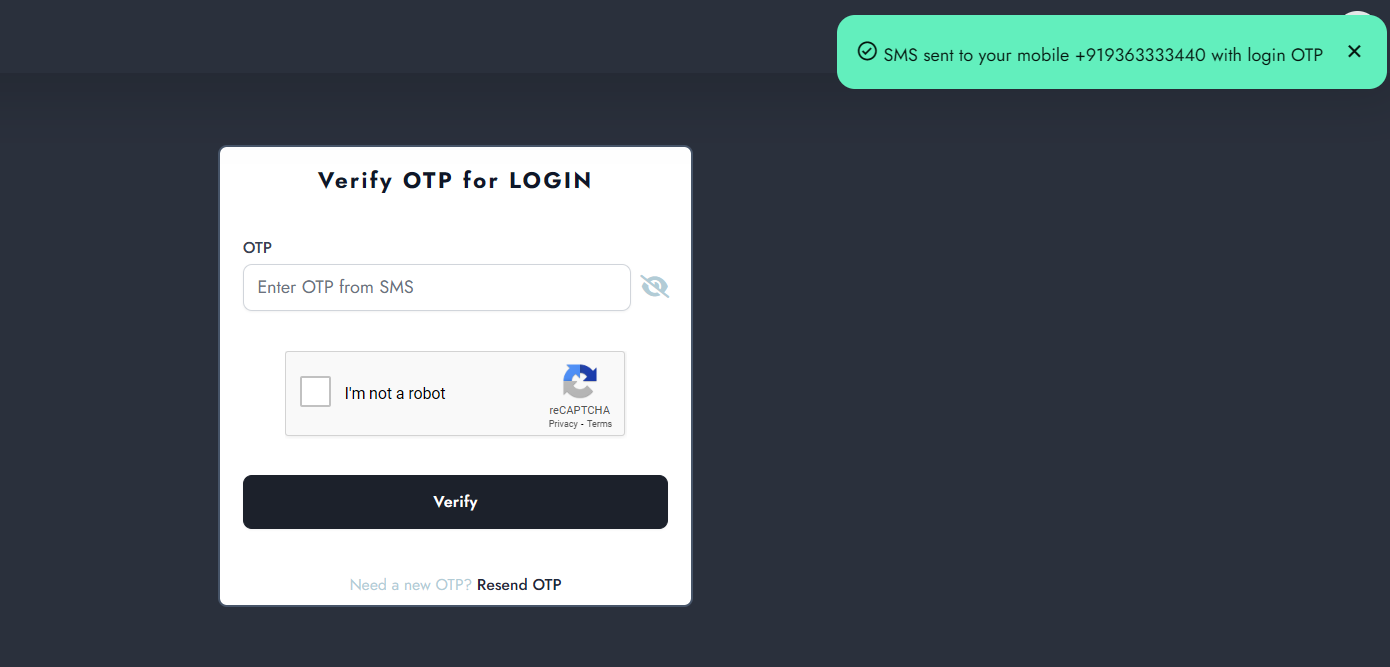 SMS sent to your mobile +919363333440 with login OTP
Verify OTP for LOGIN
OTP
Enter OTP from SMS
I'm not a robot
reCAPTCHA
Privacy - Terms
Verify
Need a new OTP? Resend OTP